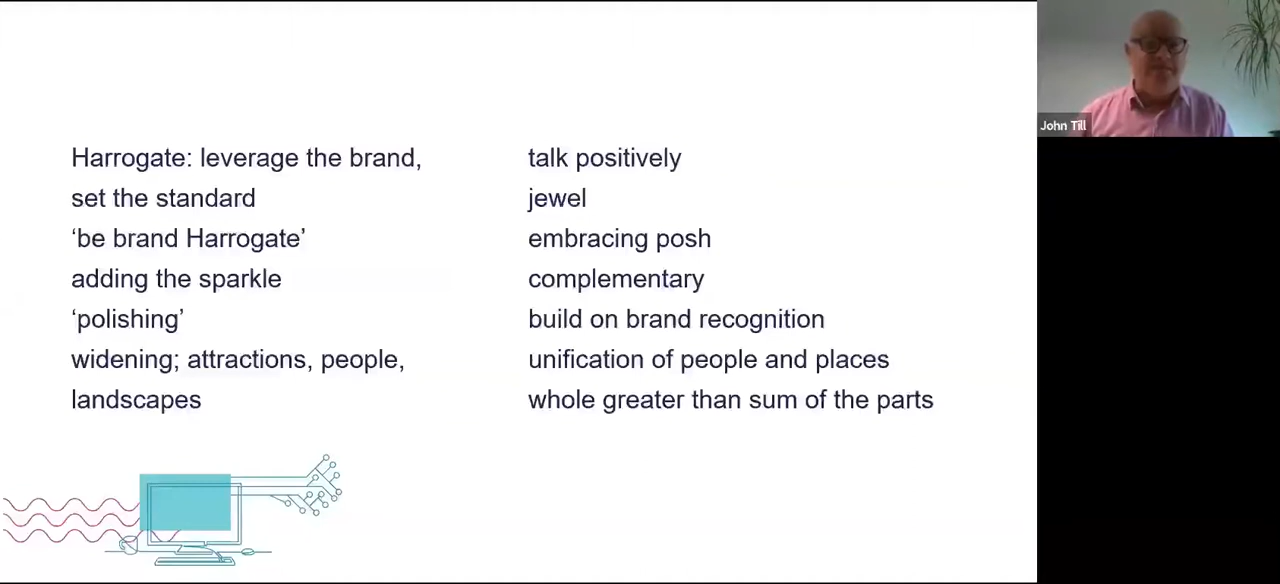 Harrogate: leverage the brand,
set the standard
‘be brand Harrogate’
adding the sparkle
‘polishing’
widening; attractions, people,
landscapes
talk positively
jewel
embracing posh
complementary
build on brand recognition
unification of people and places
whole greater than sum of the parts
John Till